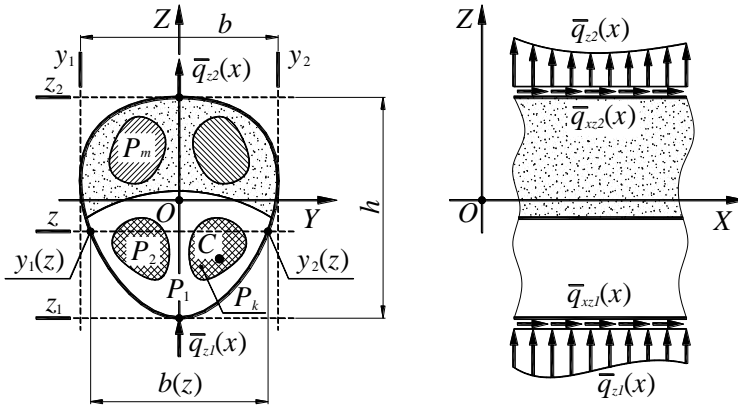 Z
b
y₁
q̅z2(x)
y₂
z₂
Pm
O
Y
h
z
P₂
C
y₁(z)
P₁
Pk
y₂(z)
z₁
q̅z1(x)
b(z)
Z
q̅z2(x)
q̅xz2
O
X
q̅xz1(x)
q̅z1(x)